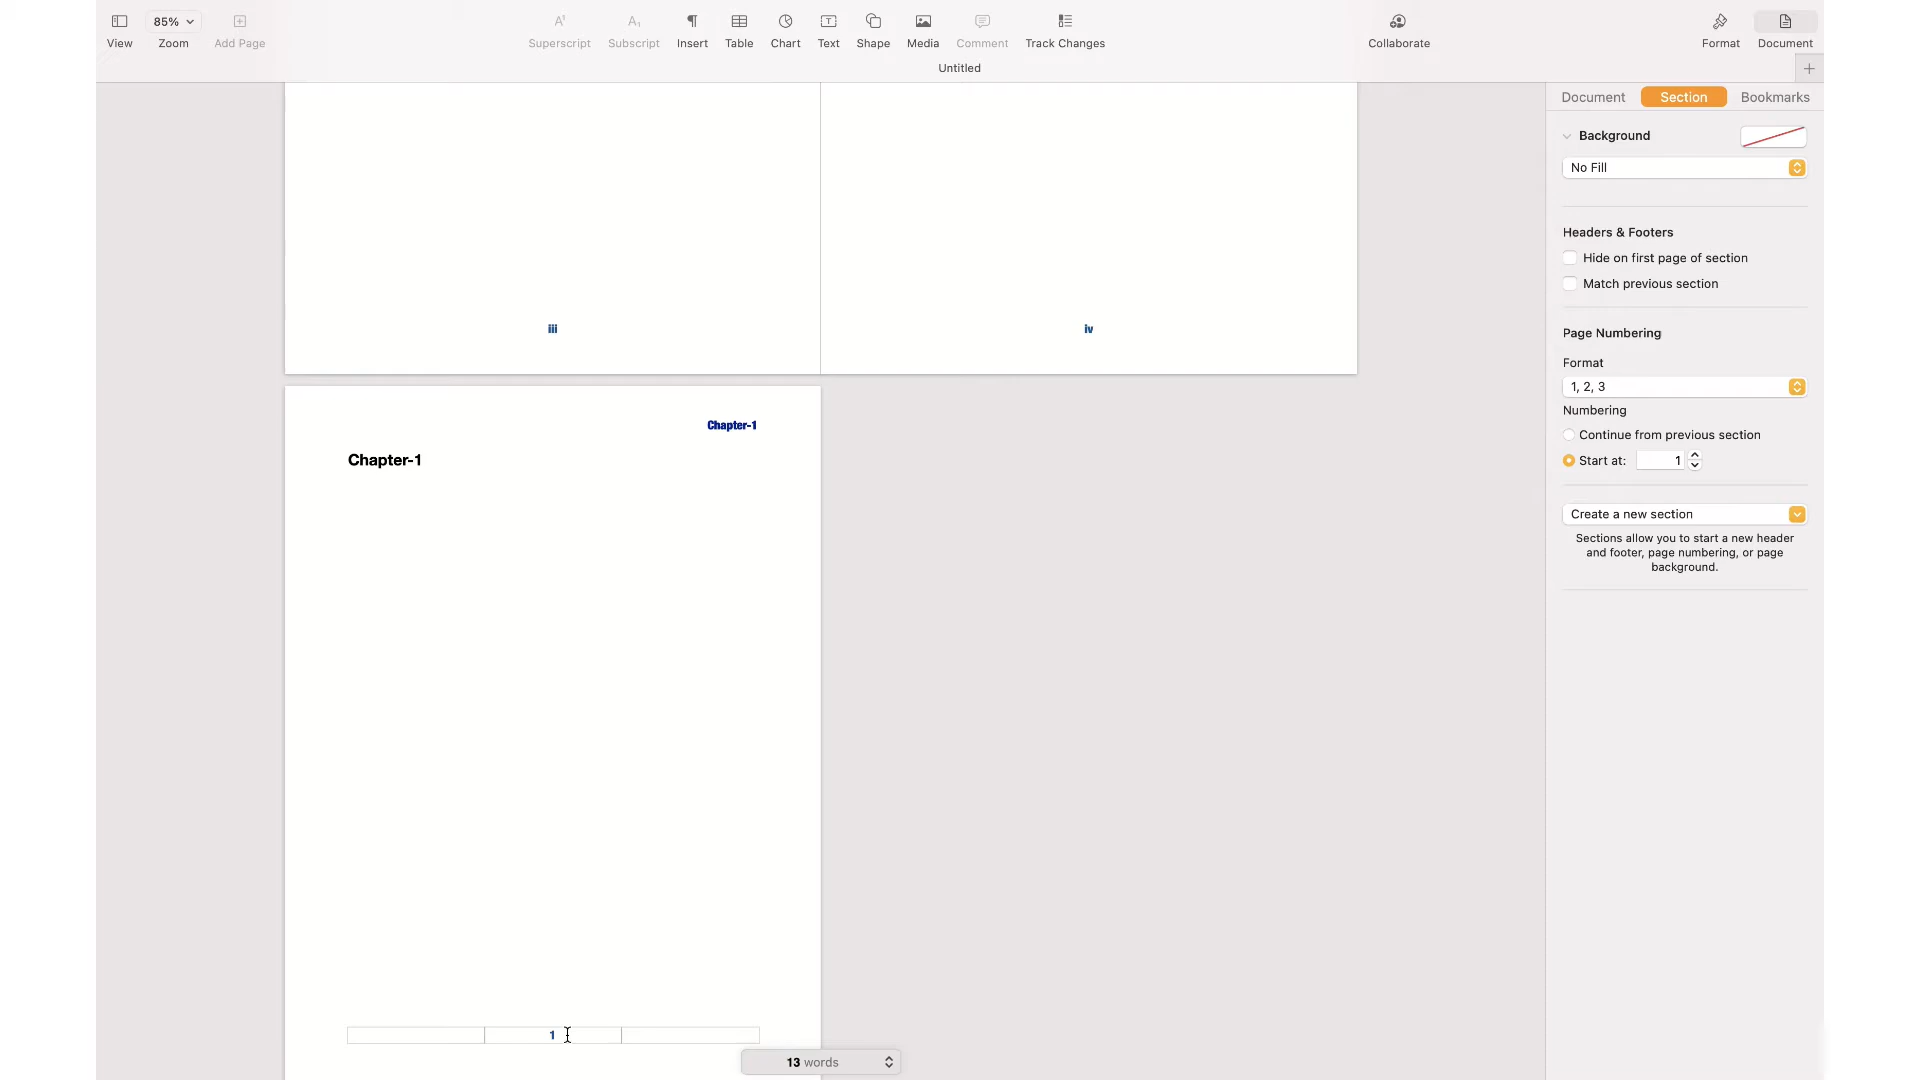 85%
View
Zoom
Add Page
Superscript
Subscript
Insert
Table
Chart
Text
Shape
Media
Comment
Track Changes
Collaborate
Format
Document
Untitled
Document
Section
Bookmarks
Background
No Fill
Headers & Footers
Hide on first page of section
Match previous section
Page Numbering
Format
1, 2, 3
Numbering
Continue from previous section
Start at: 1
Create a new section
Sections allow you to start a new header
and footer, page numbering, or page
background.
iii
iv
Chapter-1
Chapter-1
1
13 words